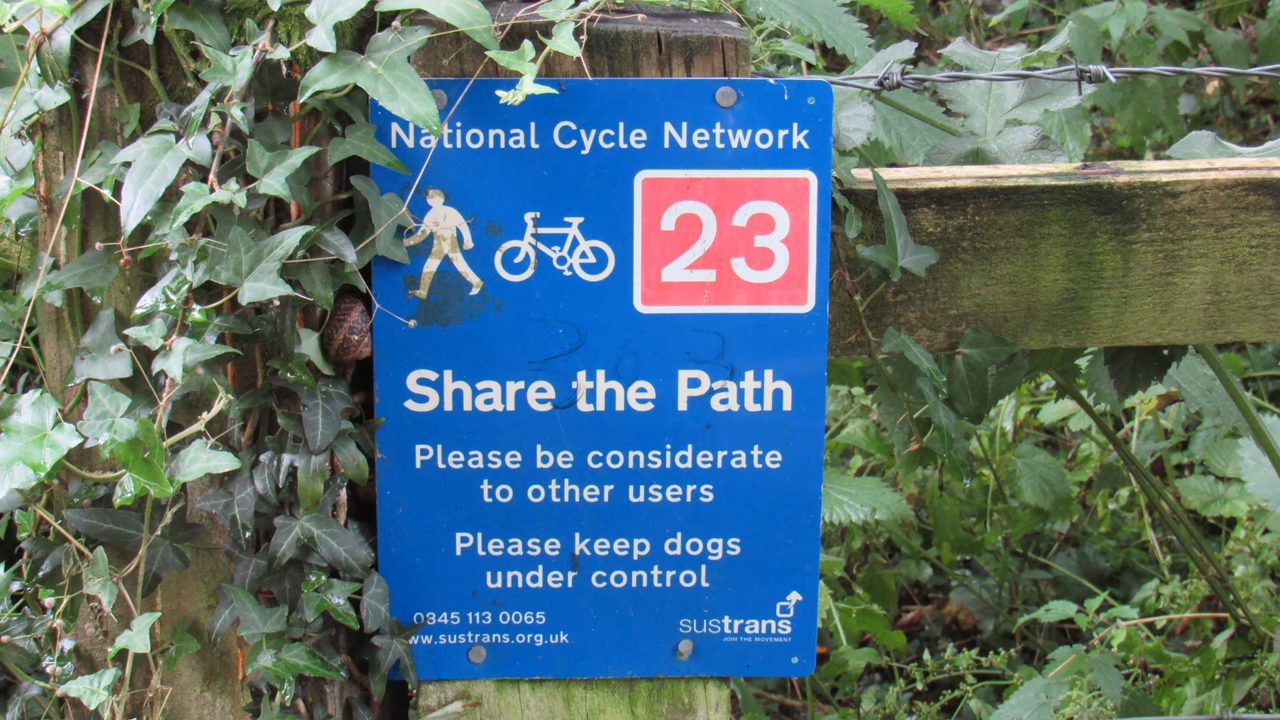 National Cycle Network
23
Share the Path
Please be considerate
to other users
Please keep dogs
under control
0845 113 0065
www.sustrans.org.uk
sustrans
JOIN THE MOVEMENT